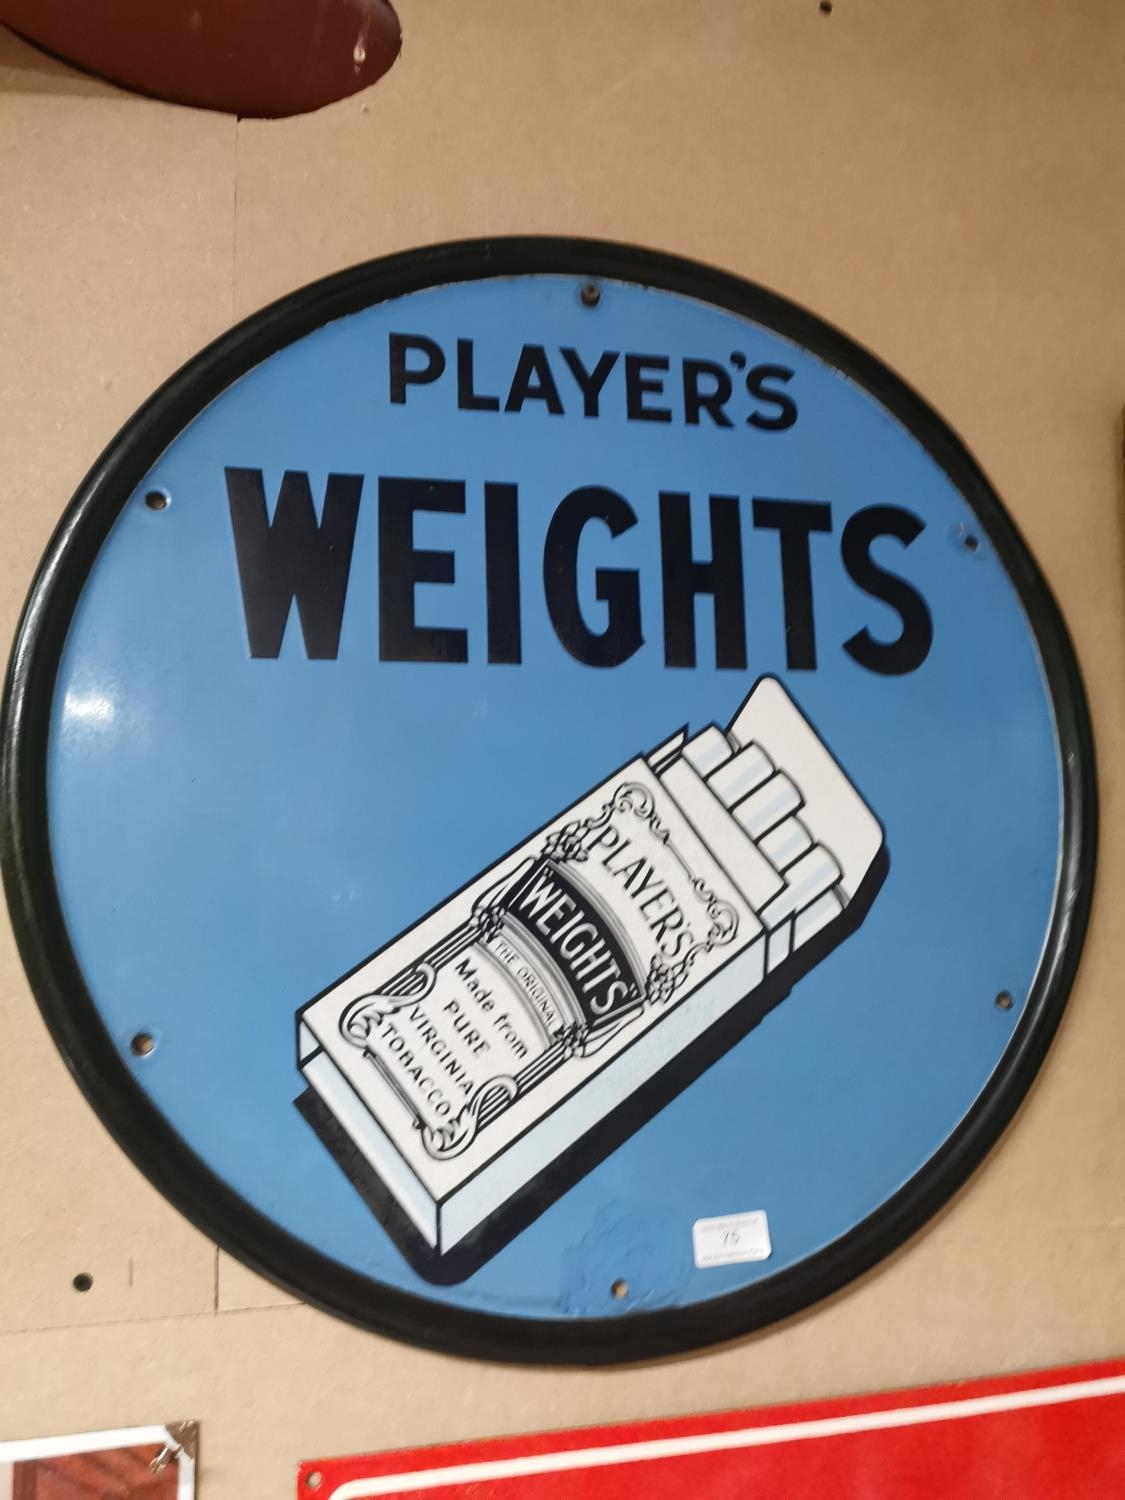 PLAYER'S
WEIGHTS
PLAYER'S
"WEIGHTS"
THE ORIGINAL
Made from
PURE
VIRGINIA
TOBACCO
75